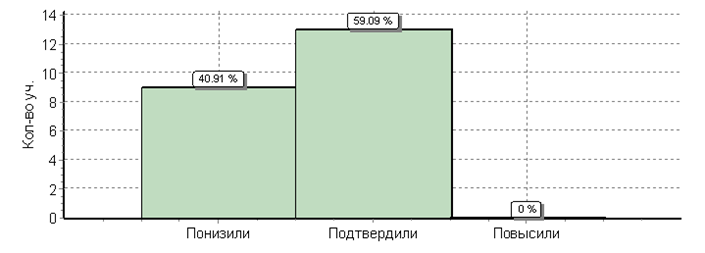 Кол-во уч.
14
12
10
8
6
4
2
0
40.91 %
59.09 %
0 %
Понизили
Подтвердили
Повысили